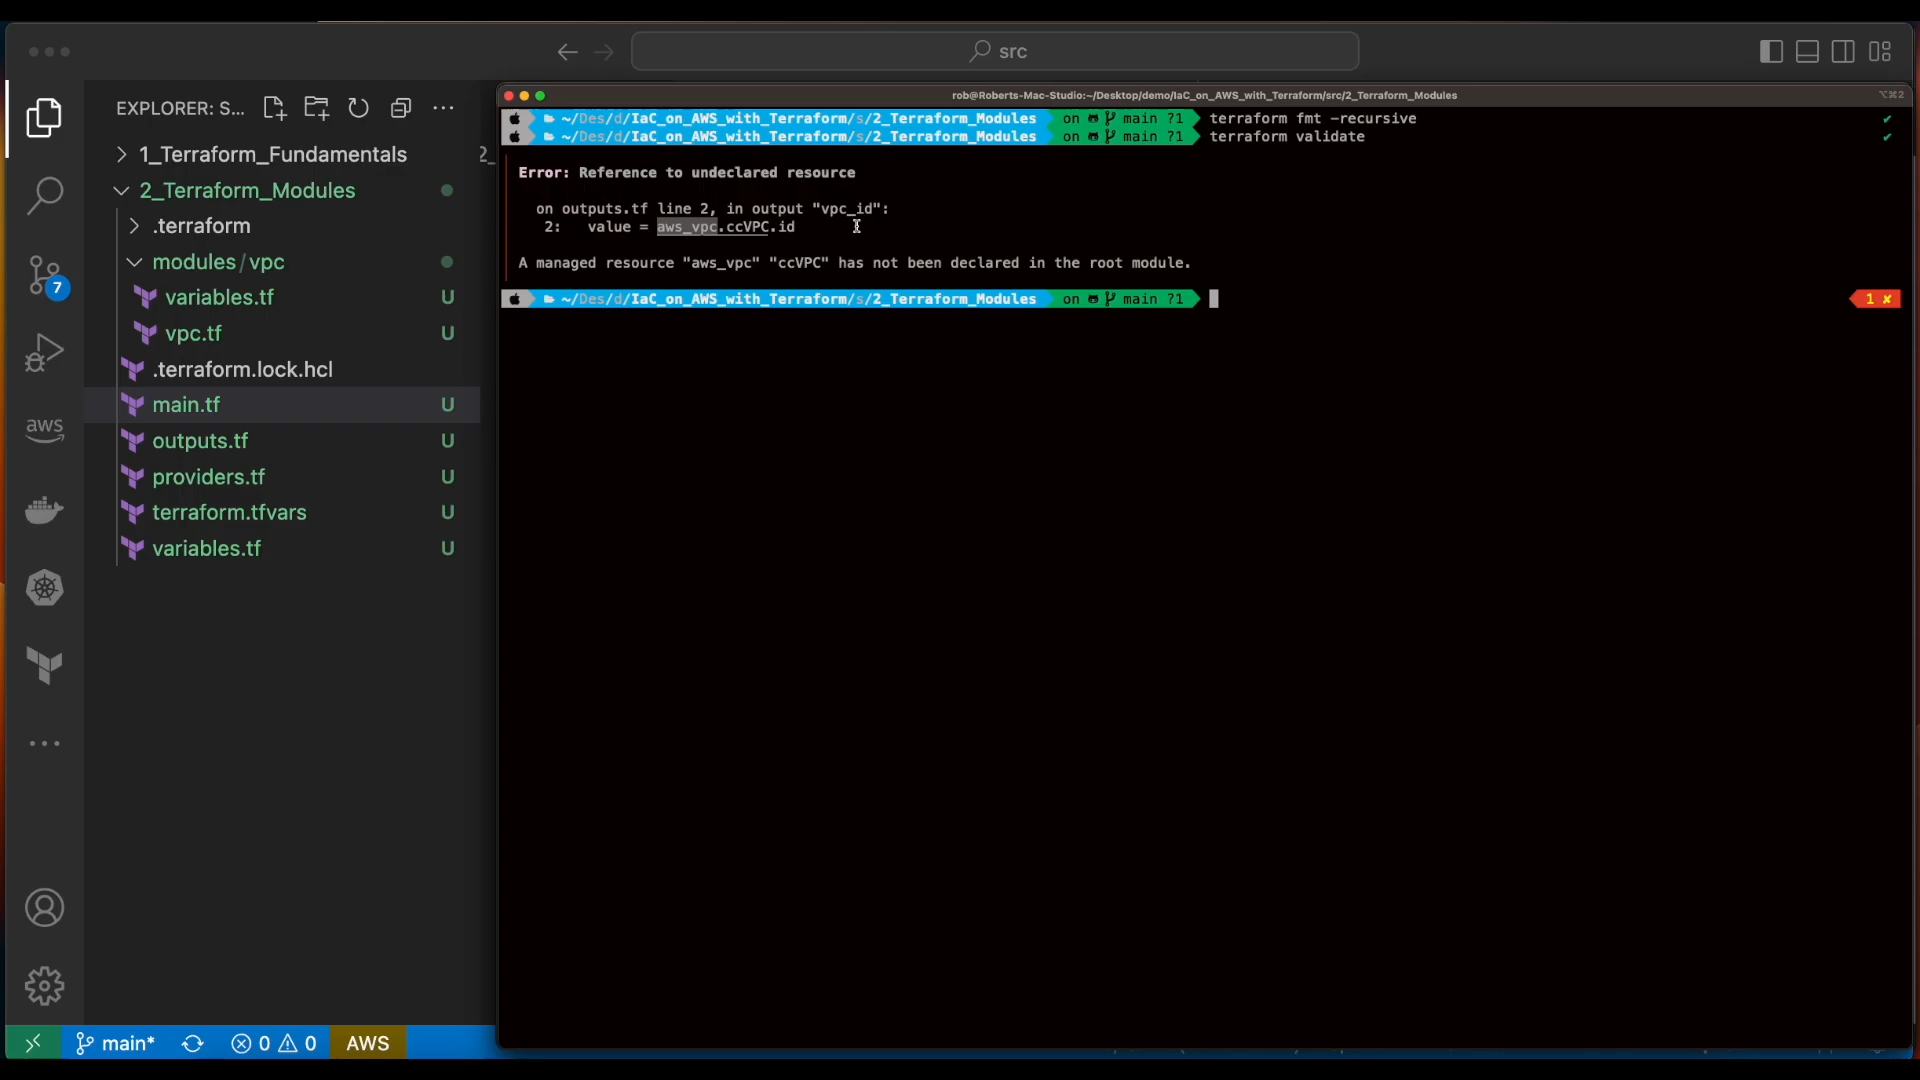 src
EXPLORER: S...
1_Terraform_Fundamentals
2_
2_Terraform_Modules
.terraform
modules/vpc
variables.tf U
vpc.tf U
.terraform.lock.hcl
main.tf U
outputs.tf U
providers.tf U
terraform.tfvars U
variables.tf U
7
aws
main*
0 0
AWS
rob@Roberts-Mac-Studio:~/Desktop/demo/IaC_on_AWS_with_Terraform/src/2_Terraform_Modules
⌥⌘2
~/Des/d/IaC_on_AWS_with_Terraform/s/2_Terraform_Modules on main ?1 terraform fmt -recursive ✔
~/Des/d/IaC_on_AWS_with_Terraform/s/2_Terraform_Modules on main ?1 terraform validate ✔
Error: Reference to undeclared resource
on outputs.tf line 2, in output "vpc_id":
2: value = aws_vpc.ccVPC.id
A managed resource "aws_vpc" "ccVPC" has not been declared in the root module.
~/Des/d/IaC_on_AWS_with_Terraform/s/2_Terraform_Modules on main ?1 1 ✘